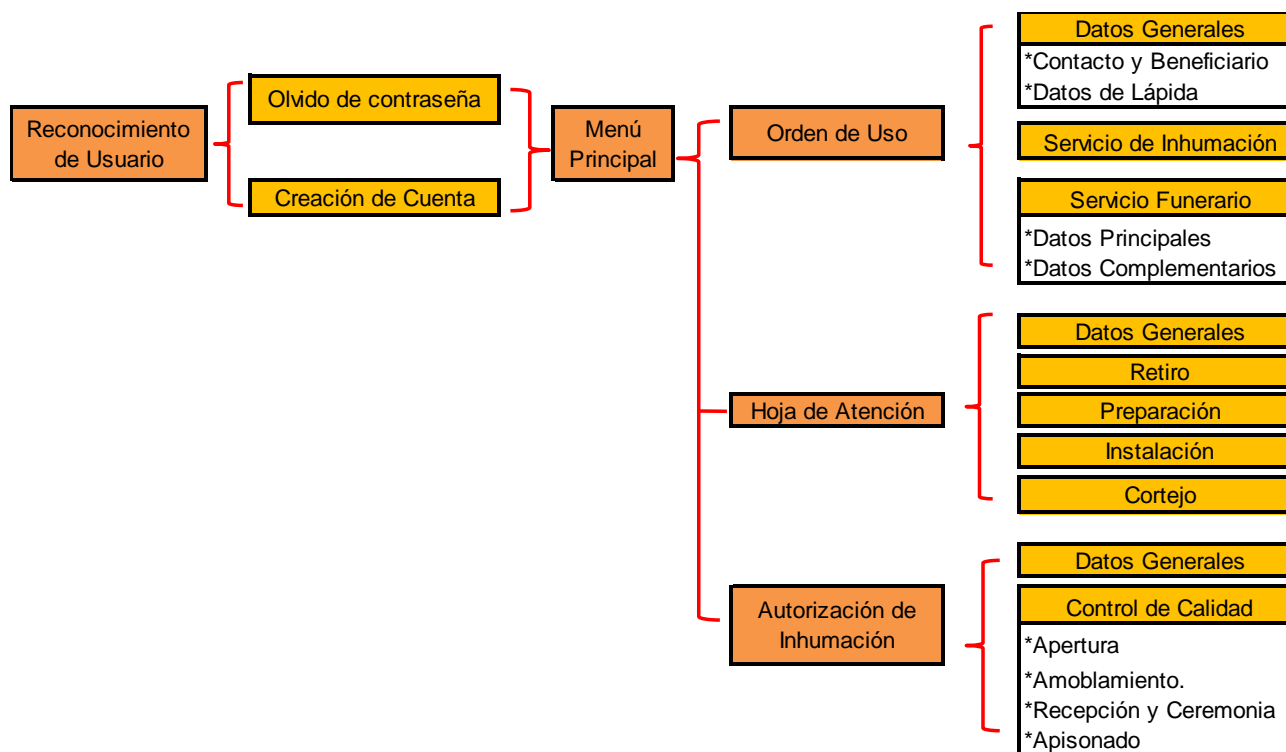 Reconocimiento
de Usuario
Olvido de contraseña
Creación de Cuenta
Menú
Principal
Orden de Uso
Datos Generales
*Contacto y Beneficiario
*Datos de Lápida
Servicio de Inhumación
Servicio Funerario
*Datos Principales
*Datos Complementarios
Hoja de Atención
Datos Generales
Retiro
Preparación
Instalación
Cortejo
Autorización de
Inhumación
Datos Generales
Control de Calidad
*Apertura
*Amoblamiento.
*Recepción y Ceremonia
*Apisonado